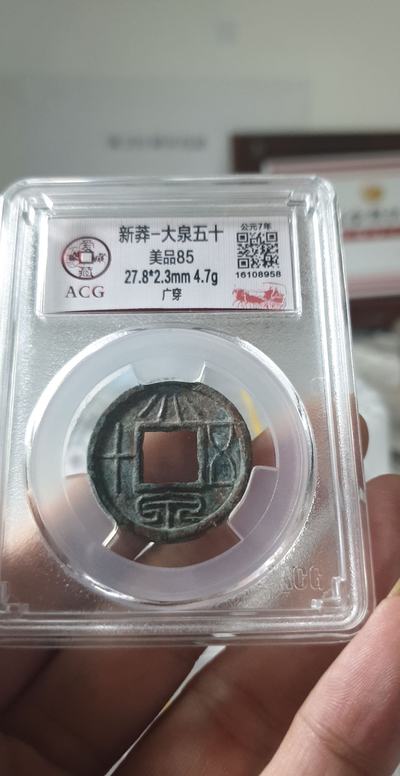 新莽-大泉五十
公元7年
美品85
27.8*2.3mm 4.7g
16108958
ACG
广穿
大
十 五
泉
ACG